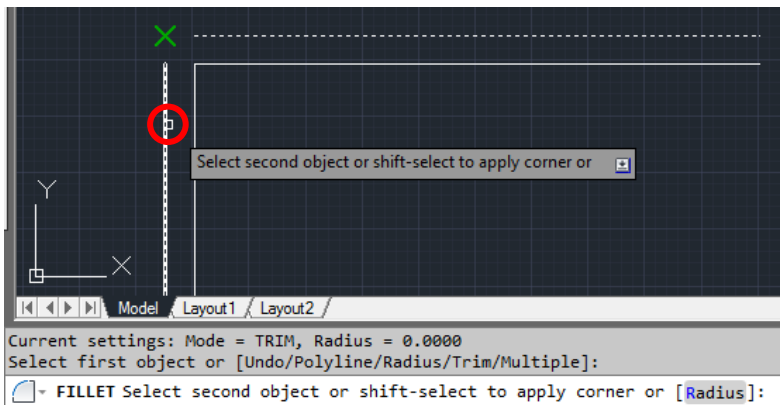 Select second object or shift-select to apply corner or
Y
X
Model Layout1 Layout2
Current settings: Mode = TRIM, Radius = 0.0000
Select first object or [Undo/Polyline/Radius/Trim/Multiple]:
FILLET Select second object or shift-select to apply corner or [Radius]: